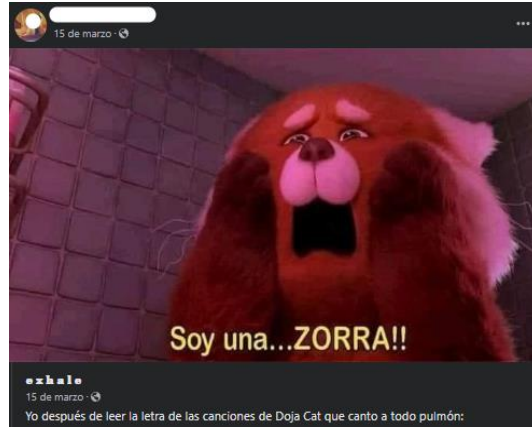 15 de marzo ·
Soy una...ZORRA!!
exhale
15 de marzo ·
Yo después de leer la letra de las canciones de Doja Cat que canto a todo pulmón: